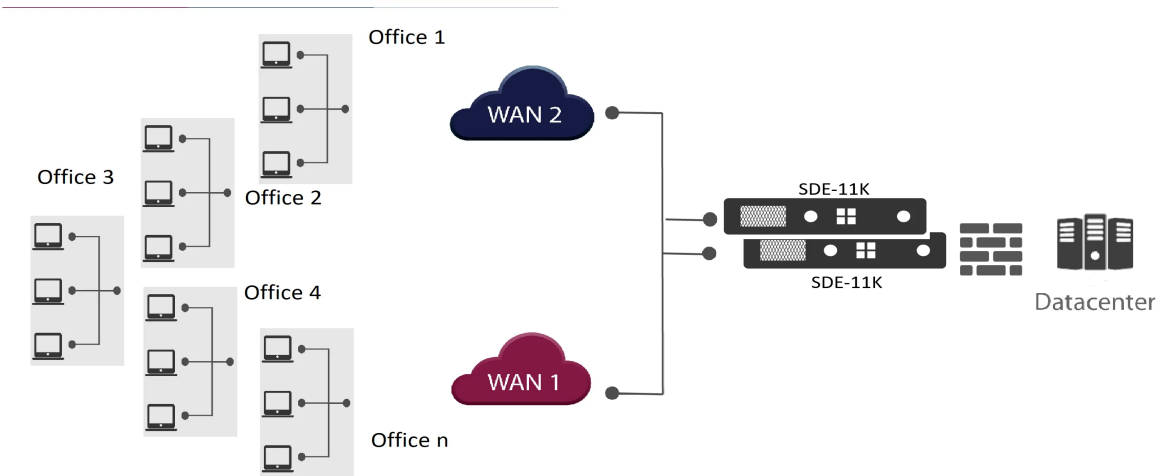 Office 1
WAN 2
Office 3
Office 2
SDE-11K
SDE-11K
Office 4
Datacenter
WAN 1
Office n